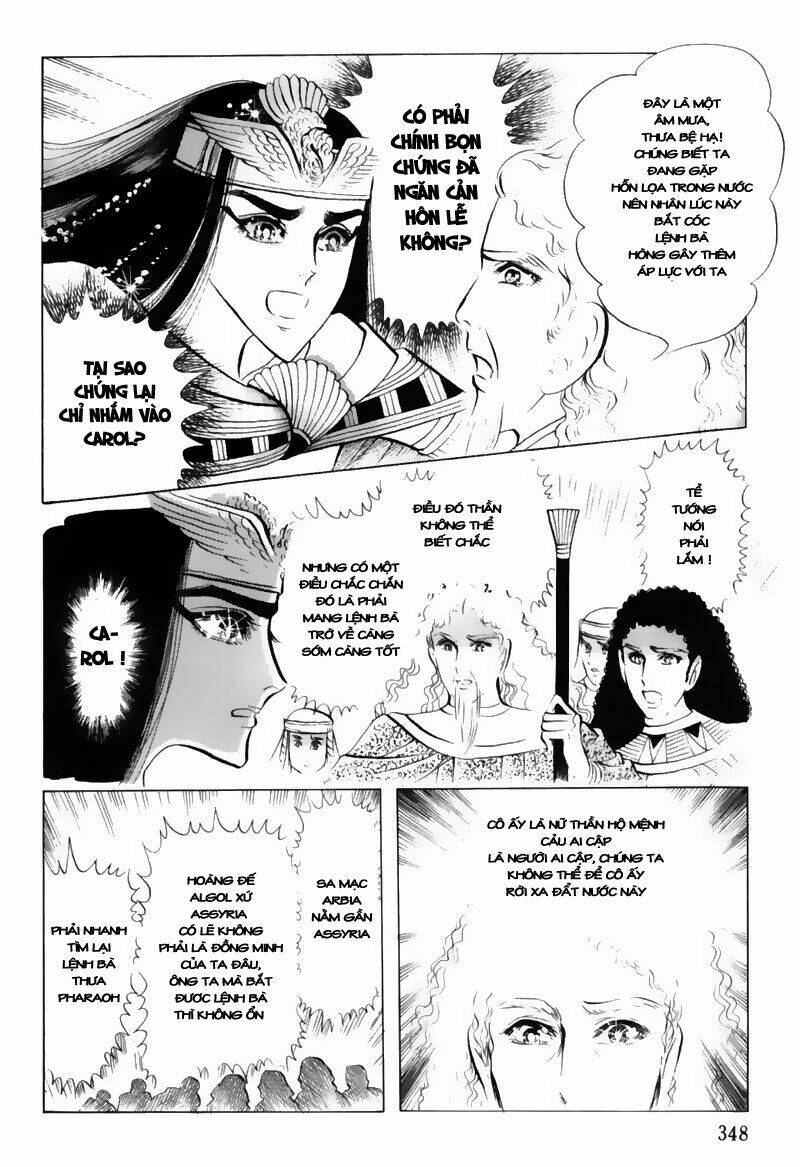 ĐÂY LÀ MỘT
ÂM MƯA,
THƯA BỆ HẠ!
CHÚNG BIẾT TA
ĐANG GẶP
HỖN LỌA TRONG NƯỚC
NÊN NHÂN LÚC NÀY
BẮT CÓC
LỆNH BÀ
HÒNG GÂY THÊM
ÁP LỰC VỚI TA
CÓ PHẢI
CHÍNH BỌN
CHÚNG ĐÃ
NGĂN CẢN
HÔN LỄ
KHÔNG?
TẠI SAO
CHÚNG LẠI
CHỈ NHẮM VÀO
CAROL?
TỂ
TƯỚNG
NÓI
PHẢI
LẮM !
ĐIỀU ĐÓ THẦN
KHÔNG THỂ
BIẾT CHẮC
NHƯNG CÓ MỘT
ĐIỀU CHẮC CHẮN
ĐÓ LÀ PHẢI
MANG LỆNH BÀ
TRỞ VỀ CÀNG
SỚM CÀNG TỐT
CA-
ROL !
CÔ ẤY LÀ NỮ THẦN HỘ MỆNH
CẢU AI CẬP
LÀ NGƯỜI AI CẬP, CHÚNG TA
KHÔNG THỂ ĐỂ CÔ ẤY
RỜI XA ĐẤT NƯỚC NÀY
SA MẠC
ARBIA
NẰM GẦN
ASSYRIA
HOÀNG ĐẾ
ALGOL XỨ
ASSYRIA
CÓ LẼ KHÔNG
PHẢI LÀ ĐỒNG MINH
CỦA TA ĐÂU,
ÔNG TA MÀ BẮT
ĐƯƠC LỆNH BÀ
THÌ KHÔNG ỔN
PHẢI NHANH
TÌM LẠI
LỆNH BÀ
THƯA
PHARAOH
348